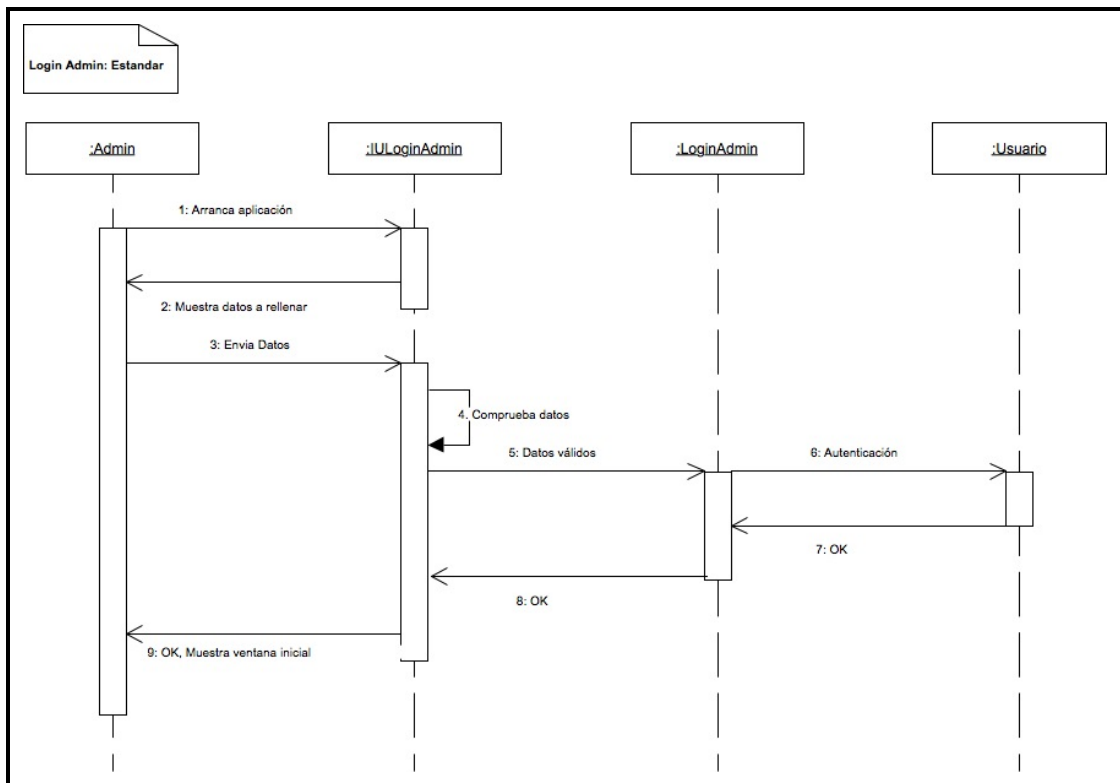 Login Admin: Estandar
:Admin
:IULoginAdmin
:LoginAdmin
:Usuario
1: Arranca aplicación
2: Muestra datos a rellenar
3: Envia Datos
4. Comprueba datos
5: Datos válidos
6: Autenticación
7: OK
8: OK
9: OK, Muestra ventana inicial